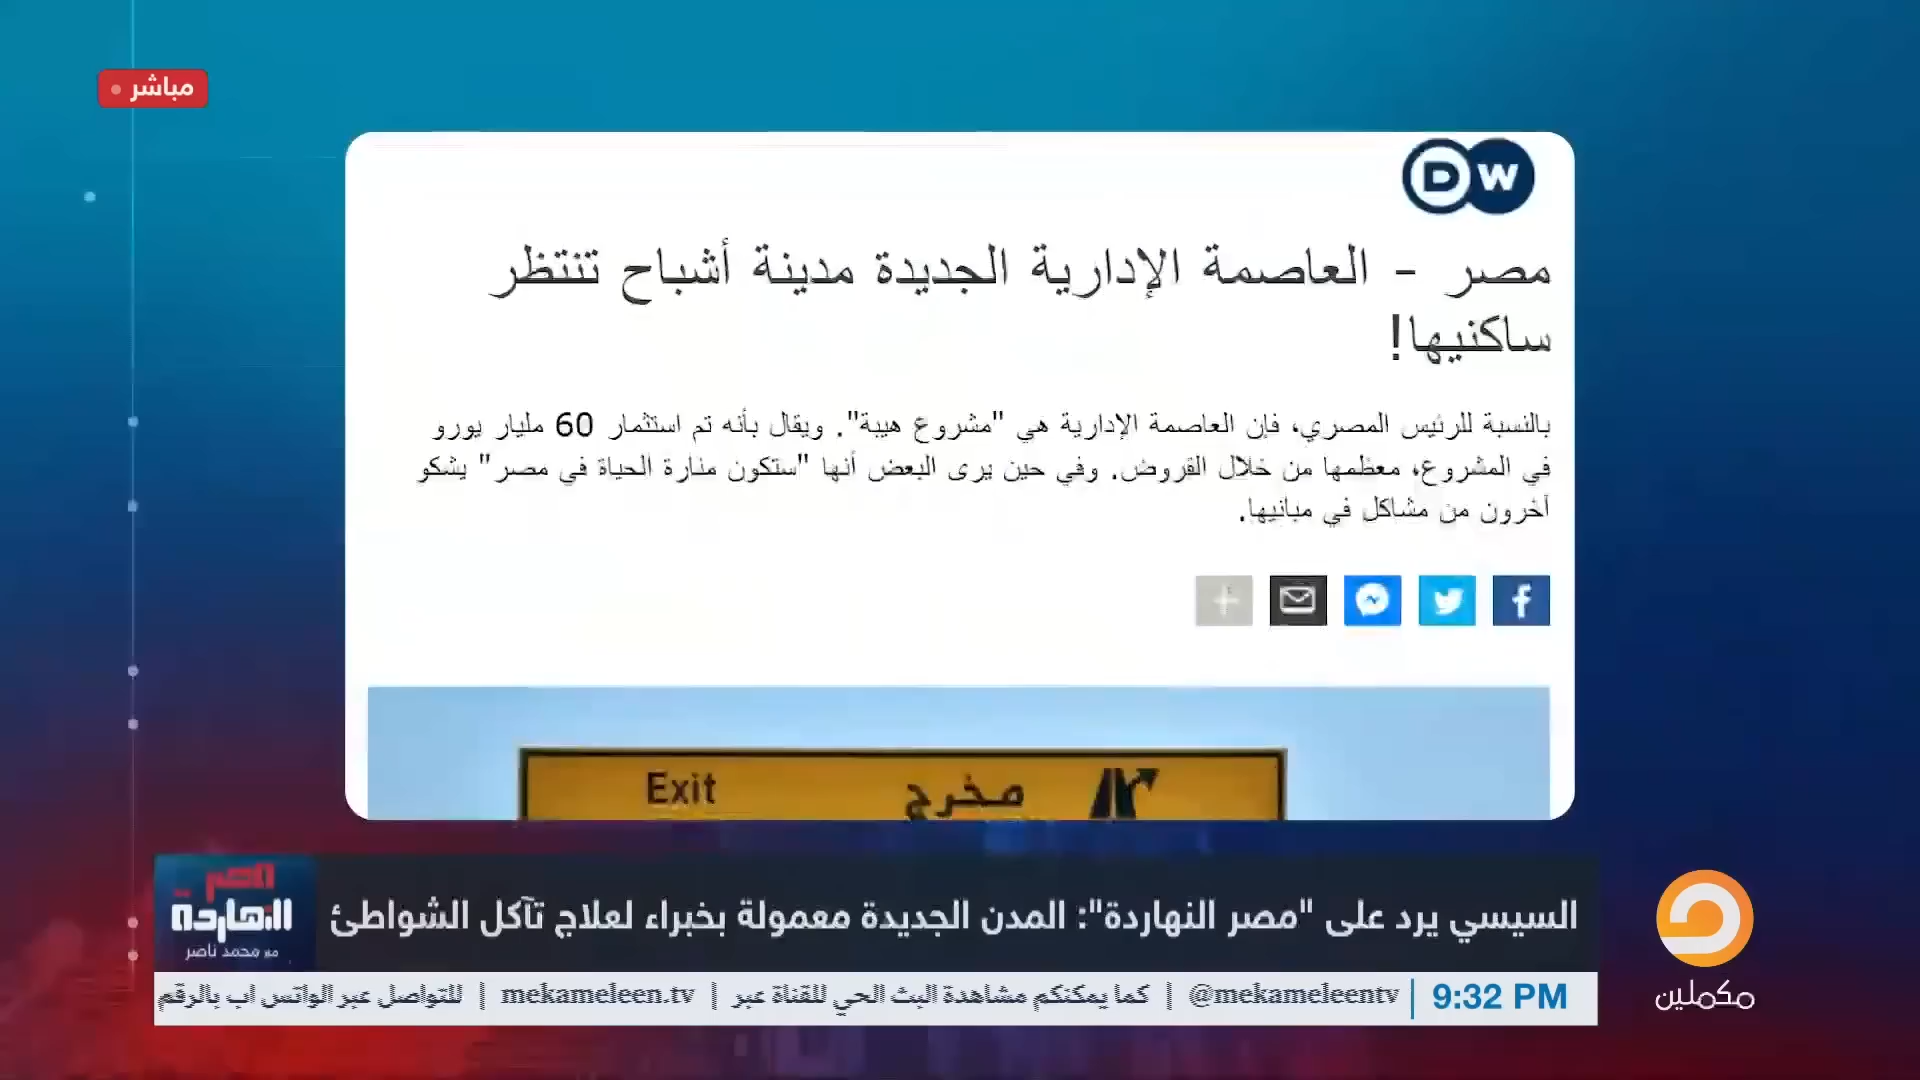 مباشر
DW
مصر - العاصمة الإدارية الجديدة مدينة أشباح تنتظر
ساكنيها!
بالنسبة للرئيس المصري، فإن العاصمة الإدارية هي "مشروع هيبة". ويقال بأنه تم استثمار 60 مليار يورو
في المشروع، معظمها من خلال القروض. وفي حين يرى البعض أنها "ستكون منارة الحياة في مصر" يشكو
آخرون من مشاكل في مبانيها.
Exit مخرج
مصر
النهاردة
مع محمد ناصر
السيسي يرد على "مصر النهاردة": المدن الجديدة معمولة بخبراء لعلاج تآكل الشواطئ
9:32 PM
@mekameleentv | كما يمكنكم مشاهدة البث الحي للقناة عبر | mekameleen.tv | للتواصل عبر الواتس اب بالرقم
مكملين